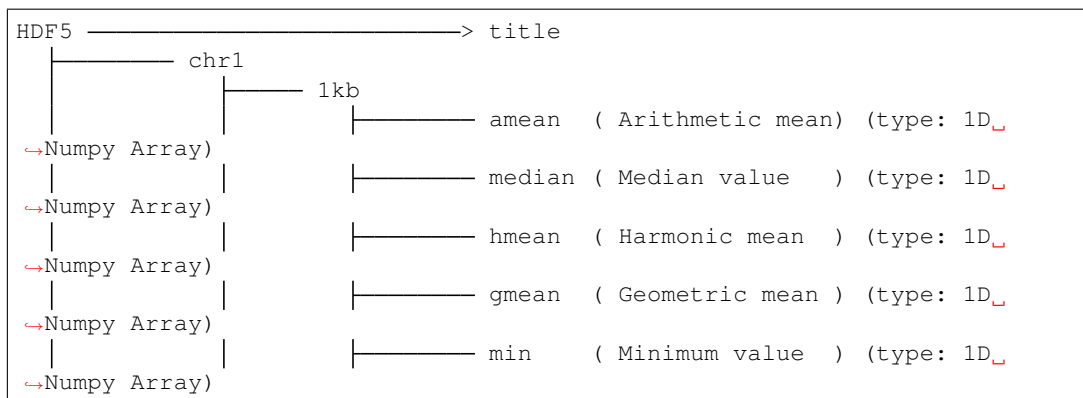 HDF5 ──────────────────────────> title
├──────── chr1
├───── 1kb
│ │ ├──────── amean ( Arithmetic mean) (type: 1D␣
↪Numpy Array)
│ │ ├──────── median ( Median value ) (type: 1D␣
↪Numpy Array)
│ │ ├──────── hmean ( Harmonic mean ) (type: 1D␣
↪Numpy Array)
│ │ ├──────── gmean ( Geometric mean ) (type: 1D␣
↪Numpy Array)
│ │ ├──────── min ( Minimum value ) (type: 1D␣
↪Numpy Array)